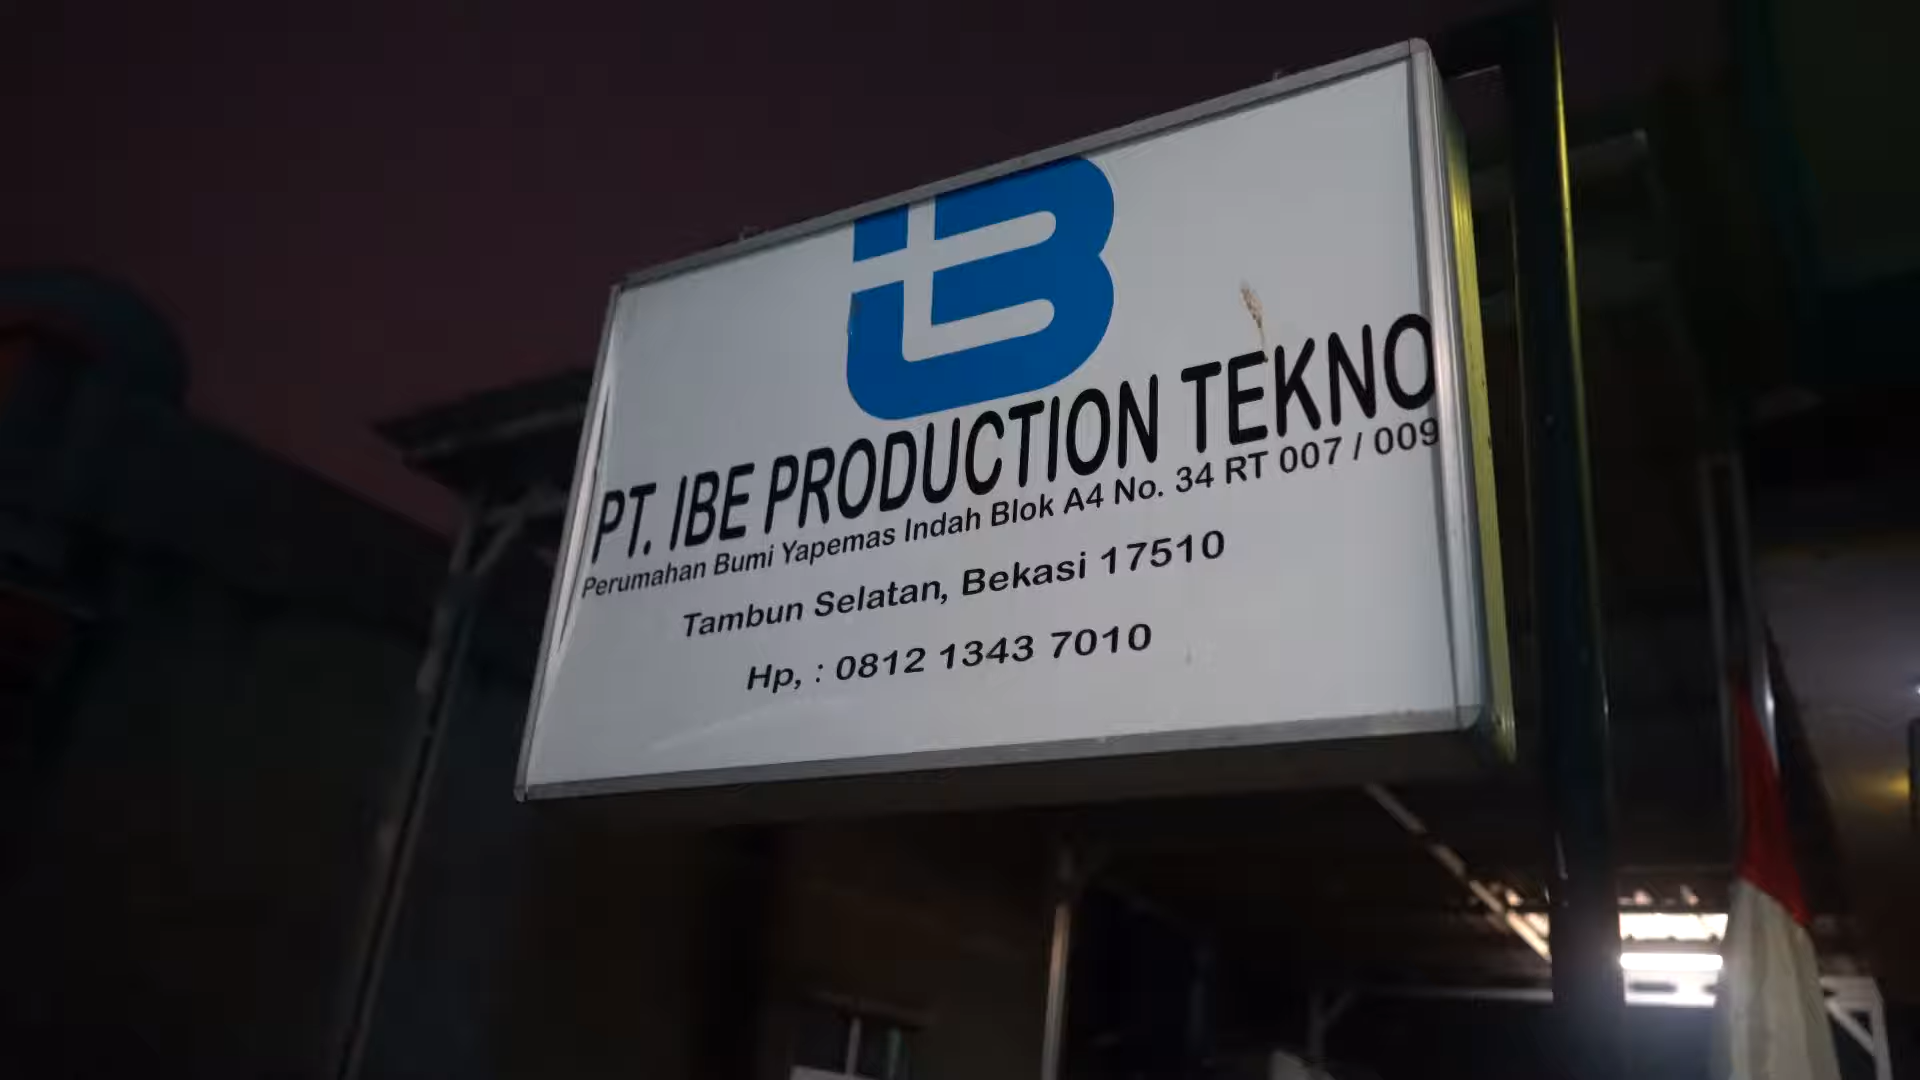 PT. IBE PRODUCTION TEKNO
Perumahan Bumi Yapemas Indah Blok A4 No. 34 RT 007 / 009
Tambun Selatan, Bekasi 17510
Hp, : 0812 1343 7010